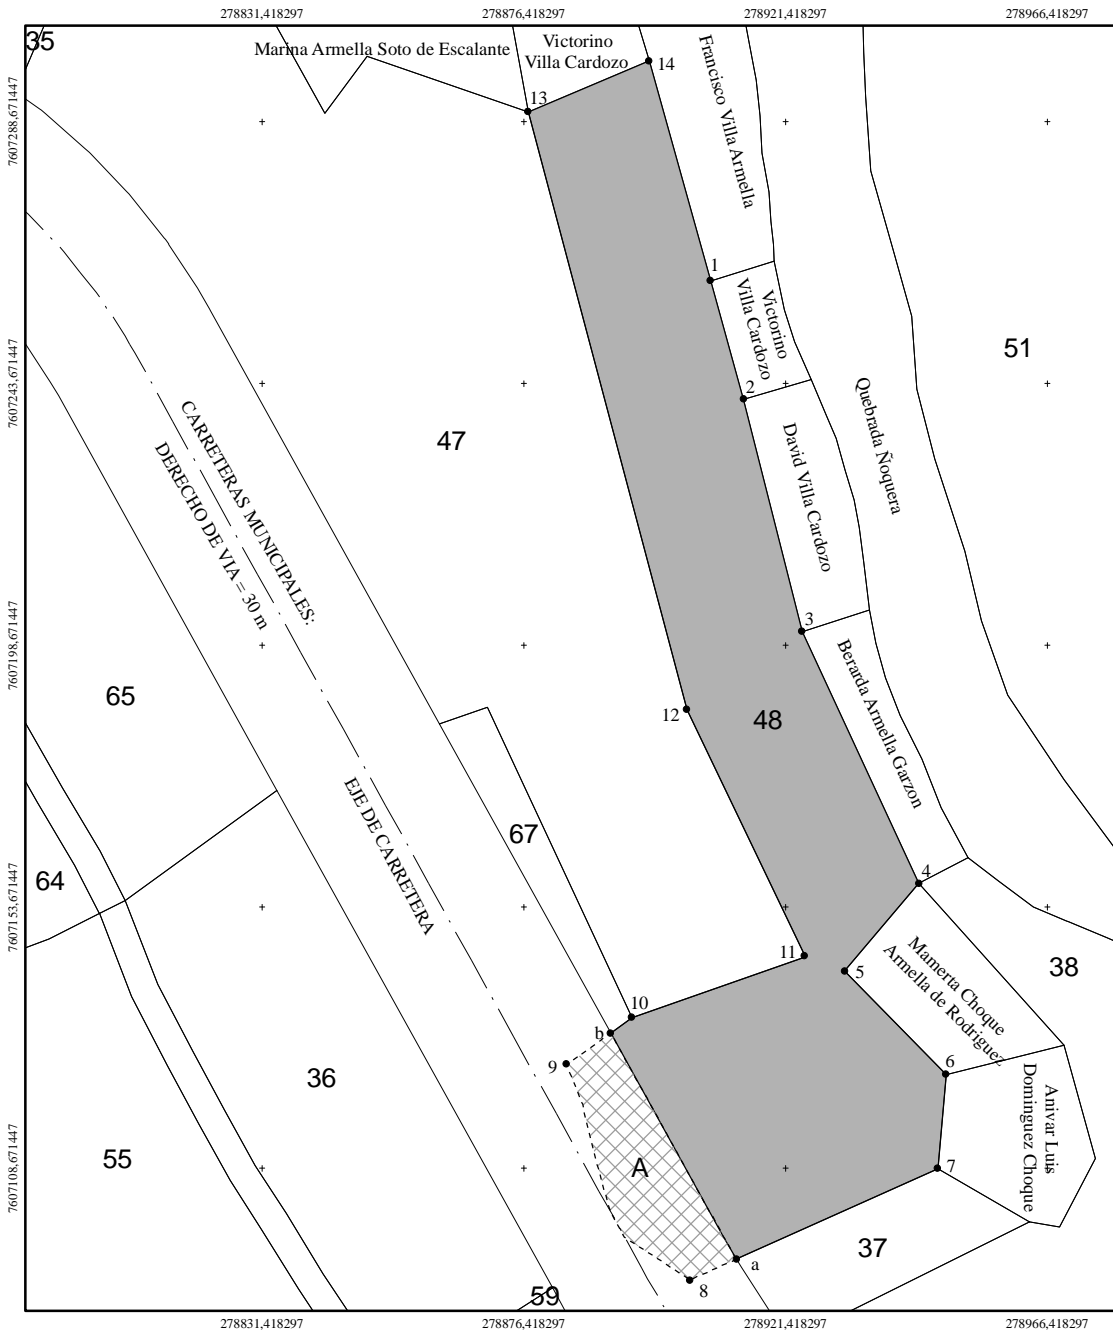 278831,418297
278876,418297
278921,418297
278966,418297
35
Marina Armella Soto de Escalante
Victorino
Villa Cardozo
14
13
Francisco Villa Armella
7607288,671447
1
Victorino
Villa Cardozo
51
2
7607243,671447
Quebrada Ñoquera
47
CARRETERAS MUNICIPALES:
DERECHO DE VIA = 30 m
David Villa Cardozo
3
7607198,671447
Berarda Armella Garzon
65
12
48
EJE DE CARRETERA
67
64
4
7607153,671447
11
5
Mamerta Choque
Armella de Rodriguez
38
10
b
9
6
36
Anivar Luis
Dominguez Choque
55
A
7
7607108,671447
37
a
8
59
278831,418297
278876,418297
278921,418297
278966,418297